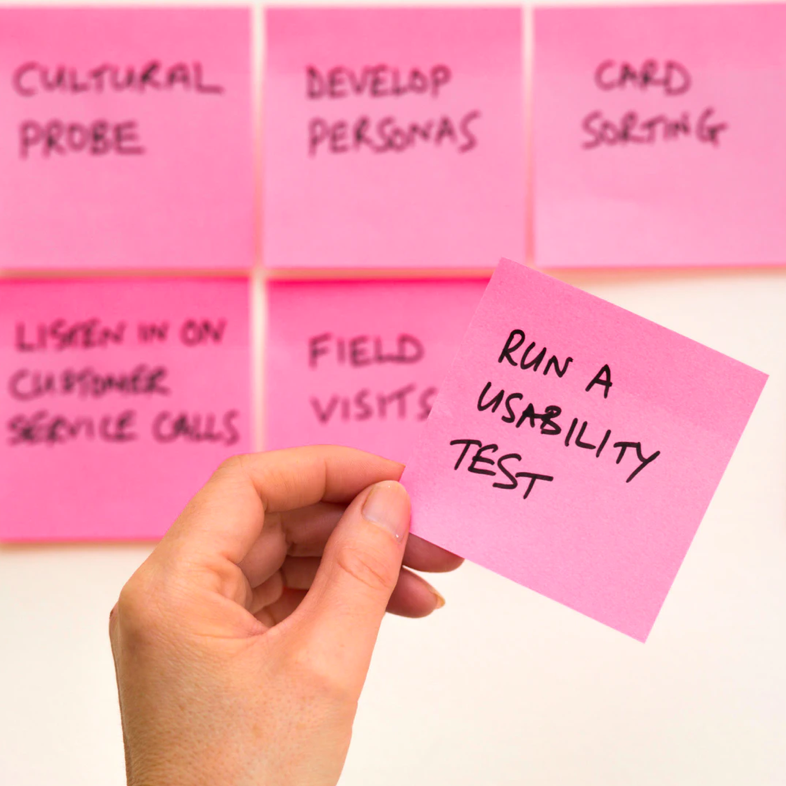 CULTURAL
PROBE
DEVELOP
PERSONAS
CARD
SORTING
LISTEN IN ON
CUSTOMER
SERVICE CALLS
FIELD
VISITS
RUN A
USABILITY
TEST